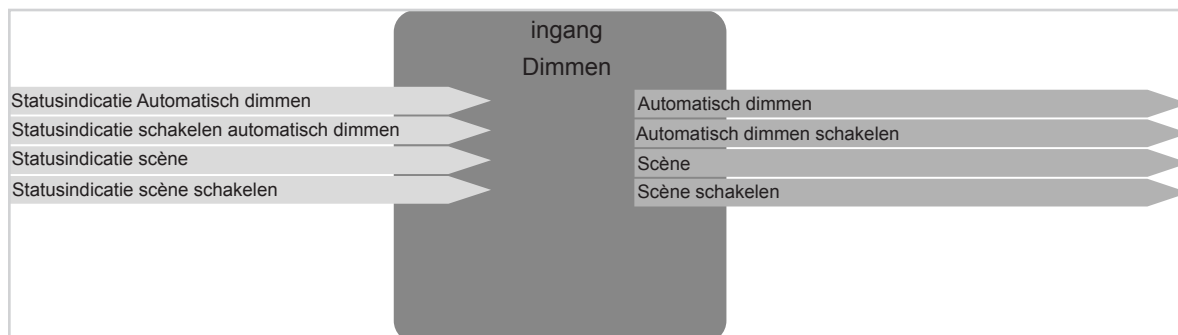 ingang
Dimmen
Statusindicatie Automatisch dimmen
Statusindicatie schakelen automatisch dimmen
Statusindicatie scène
Statusindicatie scène schakelen
Automatisch dimmen
Automatisch dimmen schakelen
Scène
Scène schakelen